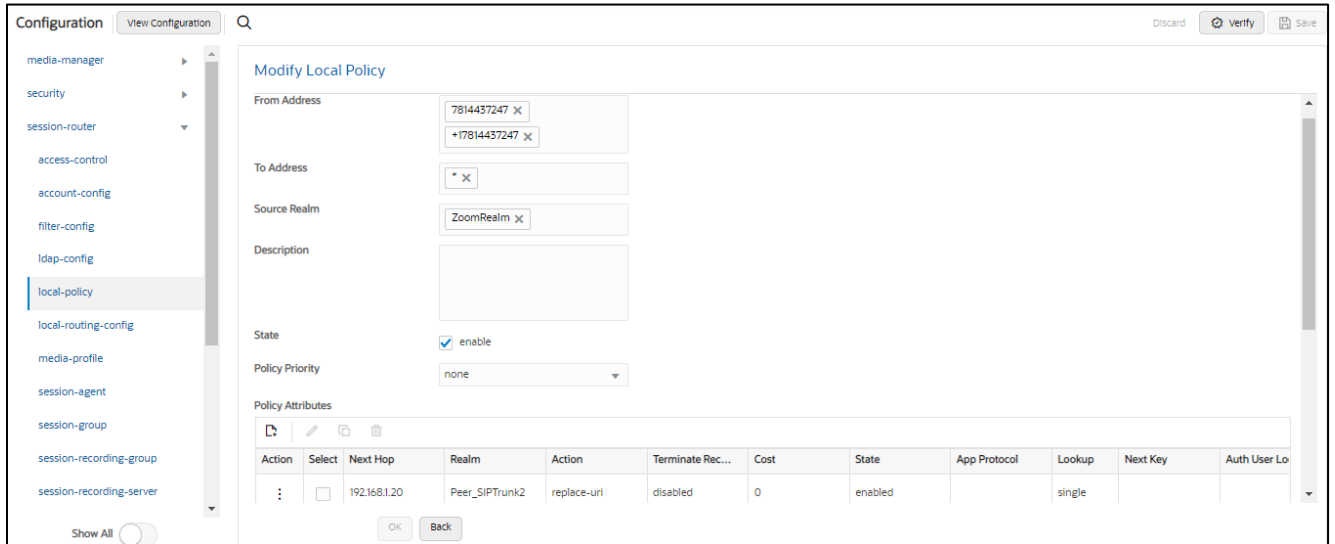 Configuration View Configuration Discard Verify Save
media-manager
security
session-router
access-control
account-config
filter-config
ldap-config
local-policy
local-routing-config
media-profile
session-agent
session-group
session-recording-group
session-recording-server
Show All
Modify Local Policy
From Address
7814437247
+17814437247
To Address
*
Source Realm
ZoomRealm
Description
State
enable
Policy Priority
none
Policy Attributes
Action Select Next Hop Realm Action Terminate Rec... Cost State App Protocol Lookup Next Key Auth User Lo
192.168.1.20 Peer_SIPTrunk2 replace-uri disabled 0 enabled single
OK Back